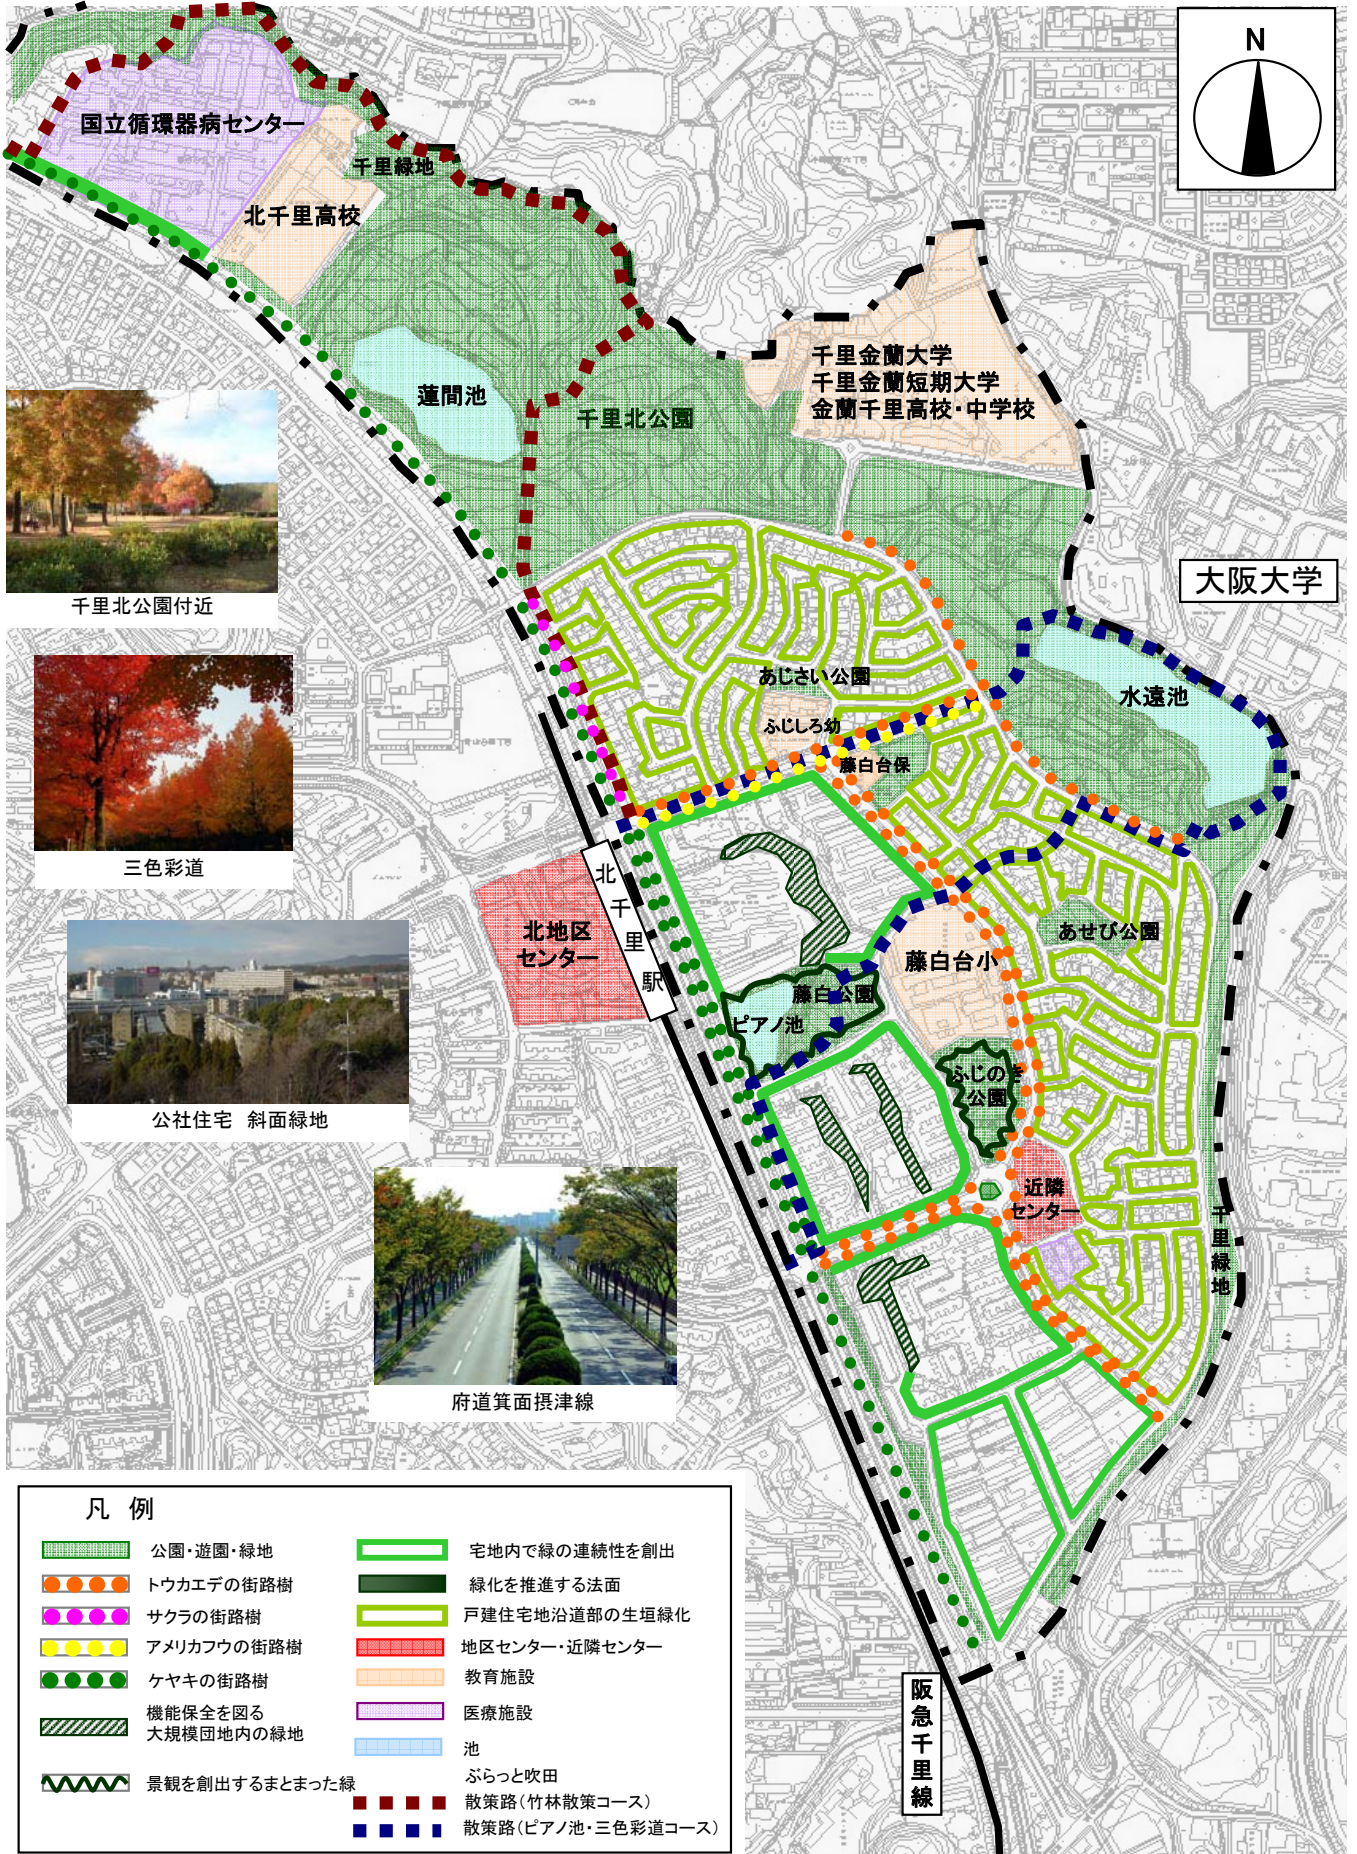 N
国立循環器病センター
千里緑地
北千里高校
千里金蘭大学
千里金蘭短期大学
金蘭千里高校・中学校
蓮間池
千里北公園
千里北公園付近
大阪大学
あじさい公園
水遠池
ふじしろ幼
藤白台保
三色彩道
北千里駅
北地区
センター
あせび公園
藤白台小
藤白公園
ピアノ池
ふじのき
公園
公社住宅 斜面緑地
近隣
センター
千里緑地
府道箕面摂津線
阪急千里線
凡 例
公園・遊園・緑地
トウカエデの街路樹
サクラの街路樹
アメリカフウの街路樹
ケヤキの街路樹
機能保全を図る
大規模団地内の緑地
景観を創出するまとまった緑
宅地内で緑の連続性を創出
緑化を推進する法面
戸建住宅地沿道部の生垣緑化
地区センター・近隣センター
教育施設
医療施設
池
ぶらっと吹田
散策路(竹林散策コース)
散策路(ピアノ池・三色彩道コース)